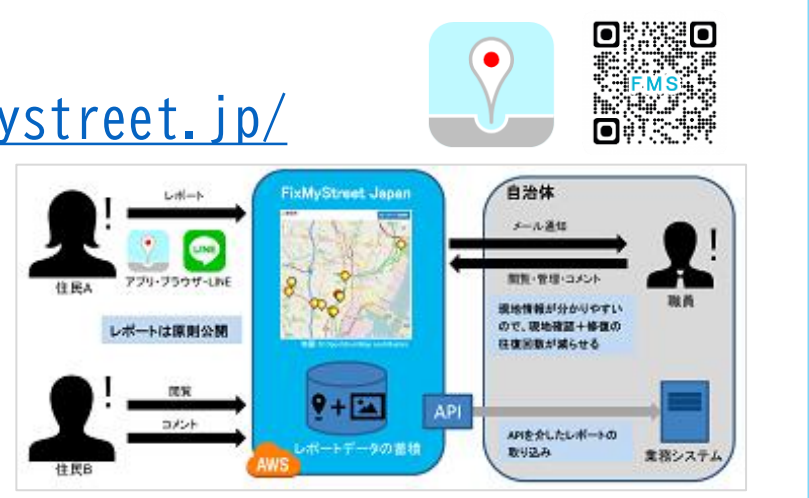 FMS
ystreet.jp/
レポート
FixMyStreet Japan
自治体
メール通知
LINE
アプリ・ブラウザ・LINE
住民A
閲覧・管理・コメント
職員
レポートは原則公開
現地情報が分かりやすい
ので、現地確認＋修復の
往復回数が減らせる
閲覧
コメント
住民B
API
レポートデータの蓄積
AWS
APIを介したレポートの
取り込み
業務システム